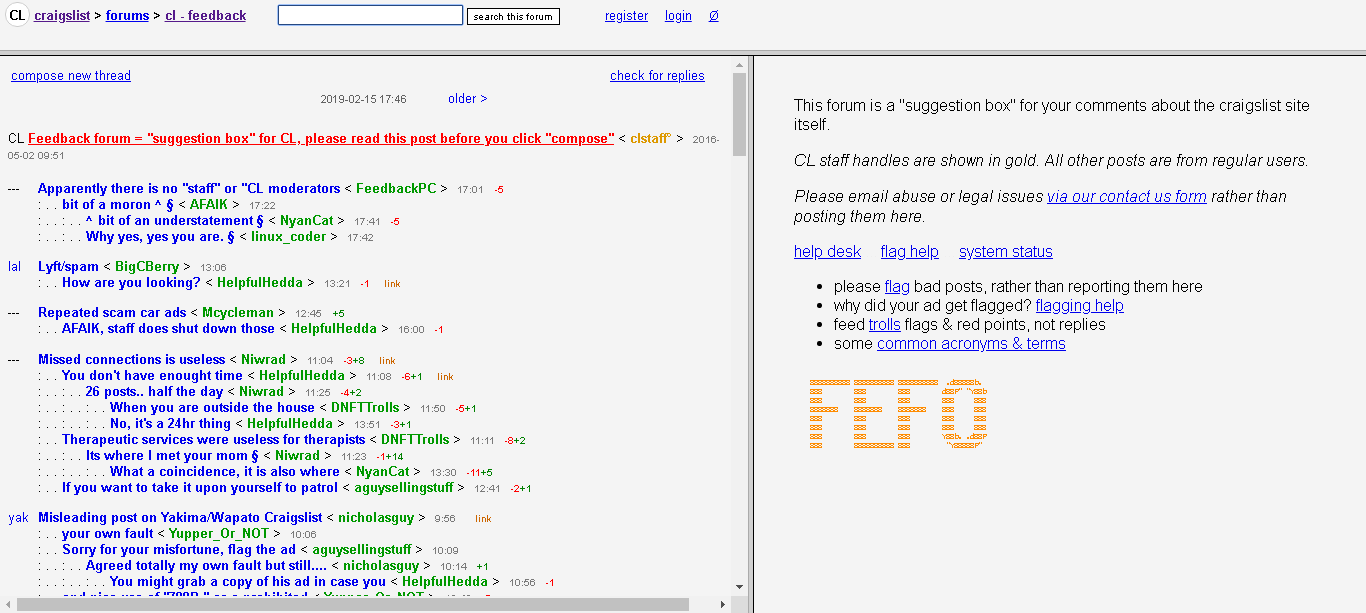 CL craigslist > forums > cl - feedback search this forum register login Ø
compose new thread check for replies
2019-02-15 17:46 older >
CL Feedback forum = "suggestion box" for CL, please read this post before you click "compose" < clstaff° > 2016-
05-02 09:51
--- Apparently there is no "staff" or "CL moderators < FeedbackPC > 17:01 -5
: . . bit of a moron ^ § < AFAIK > 17:22
: . . : . . ^ bit of an understatement § < NyanCat > 17:41 -5
: . . : . . Why yes, yes you are. § < linux_coder > 17:42
lal Lyft/spam < BigCBerry > 13:06
: . . How are you looking? < HelpfulHedda > 13:21 -1 link
--- Repeated scam car ads < Mcycleman > 12:45 +5
: . . AFAIK, staff does shut down those < HelpfulHedda > 16:00 -1
--- Missed connections is useless < Niwrad > 11:04 -3+8 link
: . . You don't have enought time < HelpfulHedda > 11:08 -6+1 link
: . . : . . 26 posts.. half the day < Niwrad > 11:25 -4+2
: . . : . . : . . When you are outside the house < DNFTTrolls > 11:50 -5+1
: . . : . . : . . No, it's a 24hr thing < HelpfulHedda > 13:51 -3+1
: . . Therapeutic services were useless for therapists < DNFTTrolls > 11:11 -8+2
: . . : . . Its where I met your mom § < Niwrad > 11:23 -1+14
: . . : . . : . . What a coincidence, it is also where < NyanCat > 13:30 -11+5
: . . If you want to take it upon yourself to patrol < aguysellingstuff > 12:41 -2+1
yak Misleading post on Yakima/Wapato Craigslist < nicholasguy > 9:56 link
: . . your own fault < Yupper_Or_NOT > 10:06
: . . Sorry for your misfortune, flag the ad < aguysellingstuff > 10:09
: . . : . . Agreed totally my own fault but still.... < nicholasguy > 10:14 +1
: . . : . . : . . You might grab a copy of his ad in case you < HelpfulHedda > 10:56 -1
This forum is a "suggestion box" for your comments about the craigslist site
itself.
CL staff handles are shown in gold. All other posts are from regular users.
Please email abuse or legal issues via our contact us form rather than
posting them here.
help desk flag help system status
• please flag bad posts, rather than reporting them here
• why did your ad get flagged? flagging help
• feed trolls flags & red points, not replies
• some common acronyms & terms
FEFO